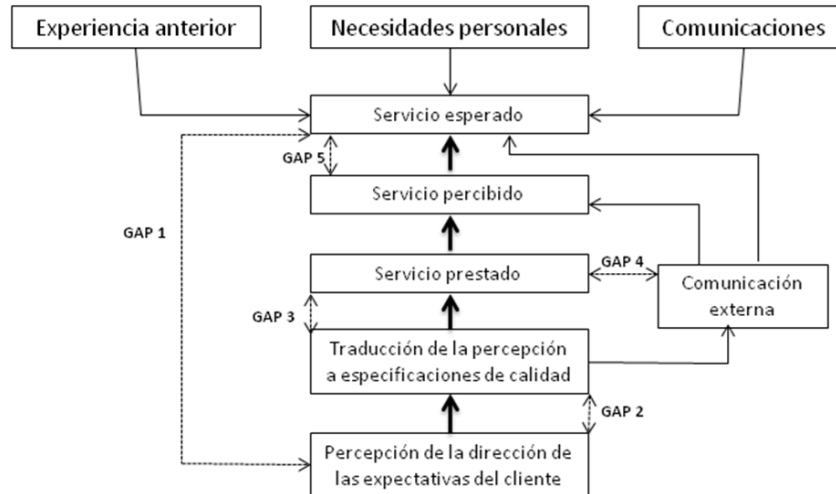 Experiencia anterior
Necesidades personales
Comunicaciones
Servicio esperado
GAP 5
Servicio percibido
GAP 1
Servicio prestado
GAP 4
Comunicación
externa
GAP 3
Traducción de la percepción
a especificaciones de calidad
GAP 2
Percepción de la dirección de
las expectativas del cliente